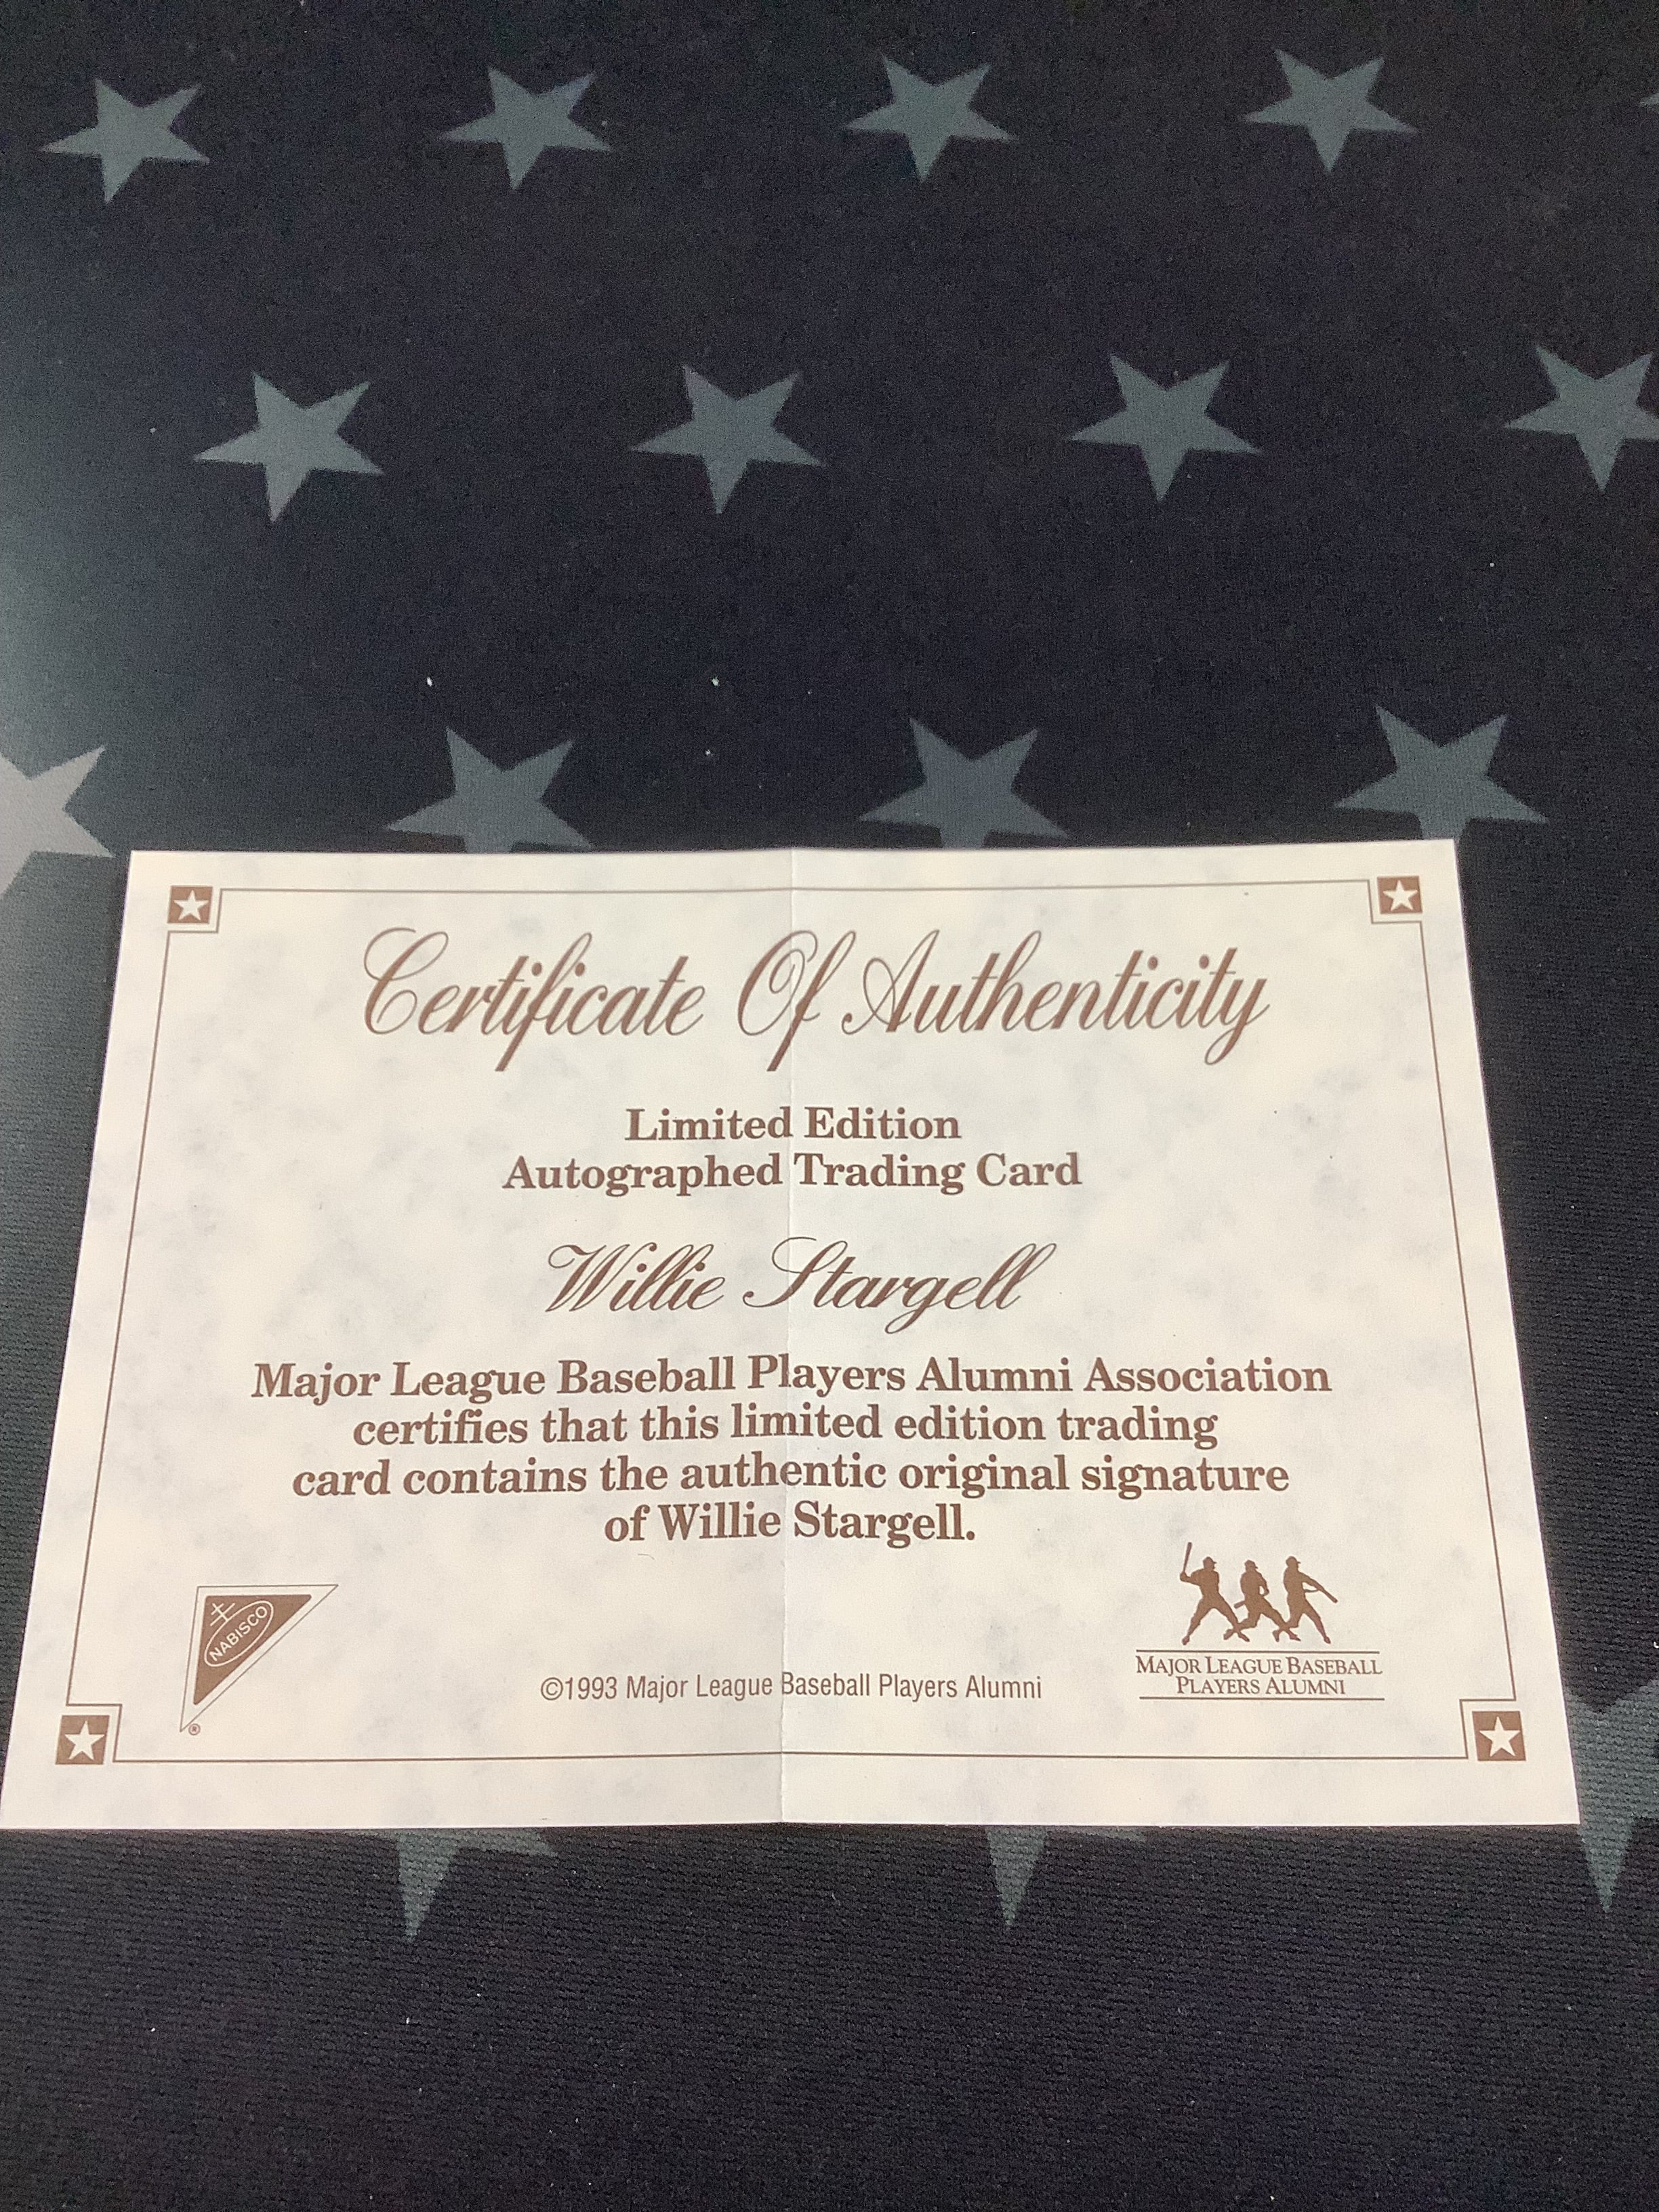 Certificate Of Authenticity
Limited Edition
Autographed Trading Card
Willie Stargell
Major League Baseball Players Alumni Association
certifies that this limited edition trading
card contains the authentic original signature
of Willie Stargell.
NABISCO
®
©1993 Major League Baseball Players Alumni
MAJOR LEAGUE BASEBALL
PLAYERS ALUMNI